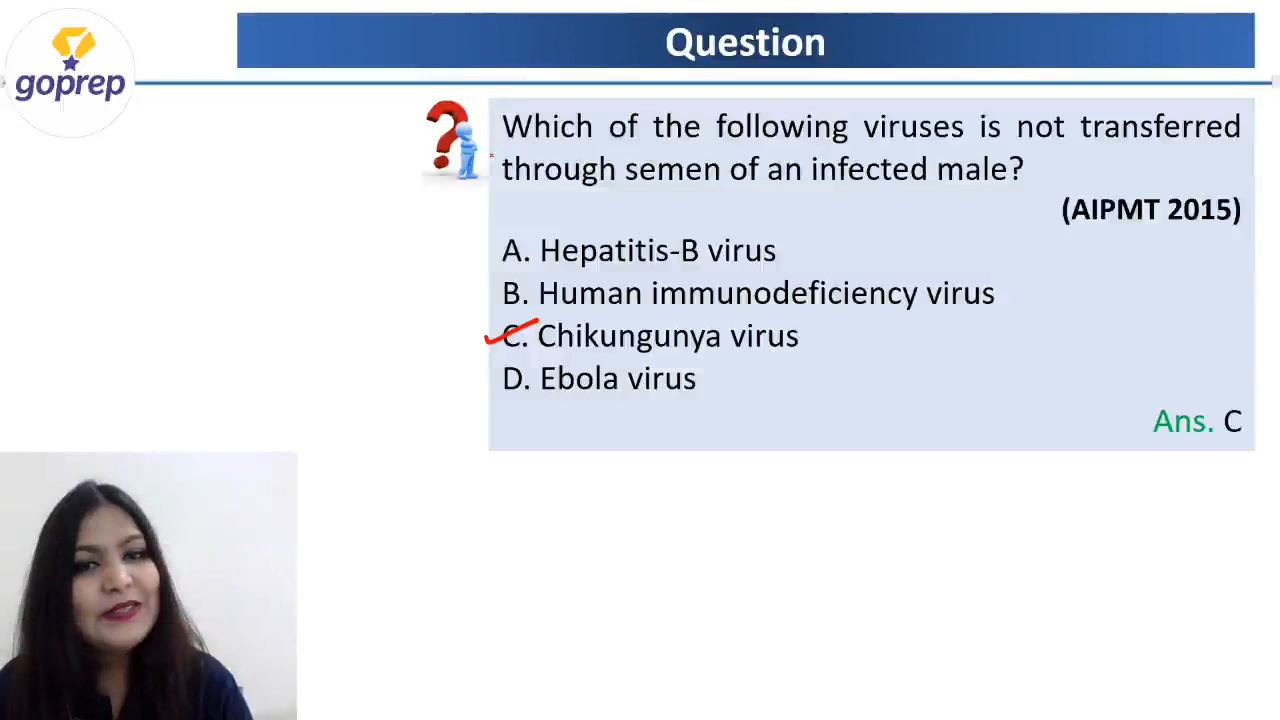 goprep
Question
Which of the following viruses is not transferred
through semen of an infected male?
(AIPMT 2015)
A. Hepatitis-B virus
B. Human immunodeficiency virus
C. Chikungunya virus
D. Ebola virus
Ans. C